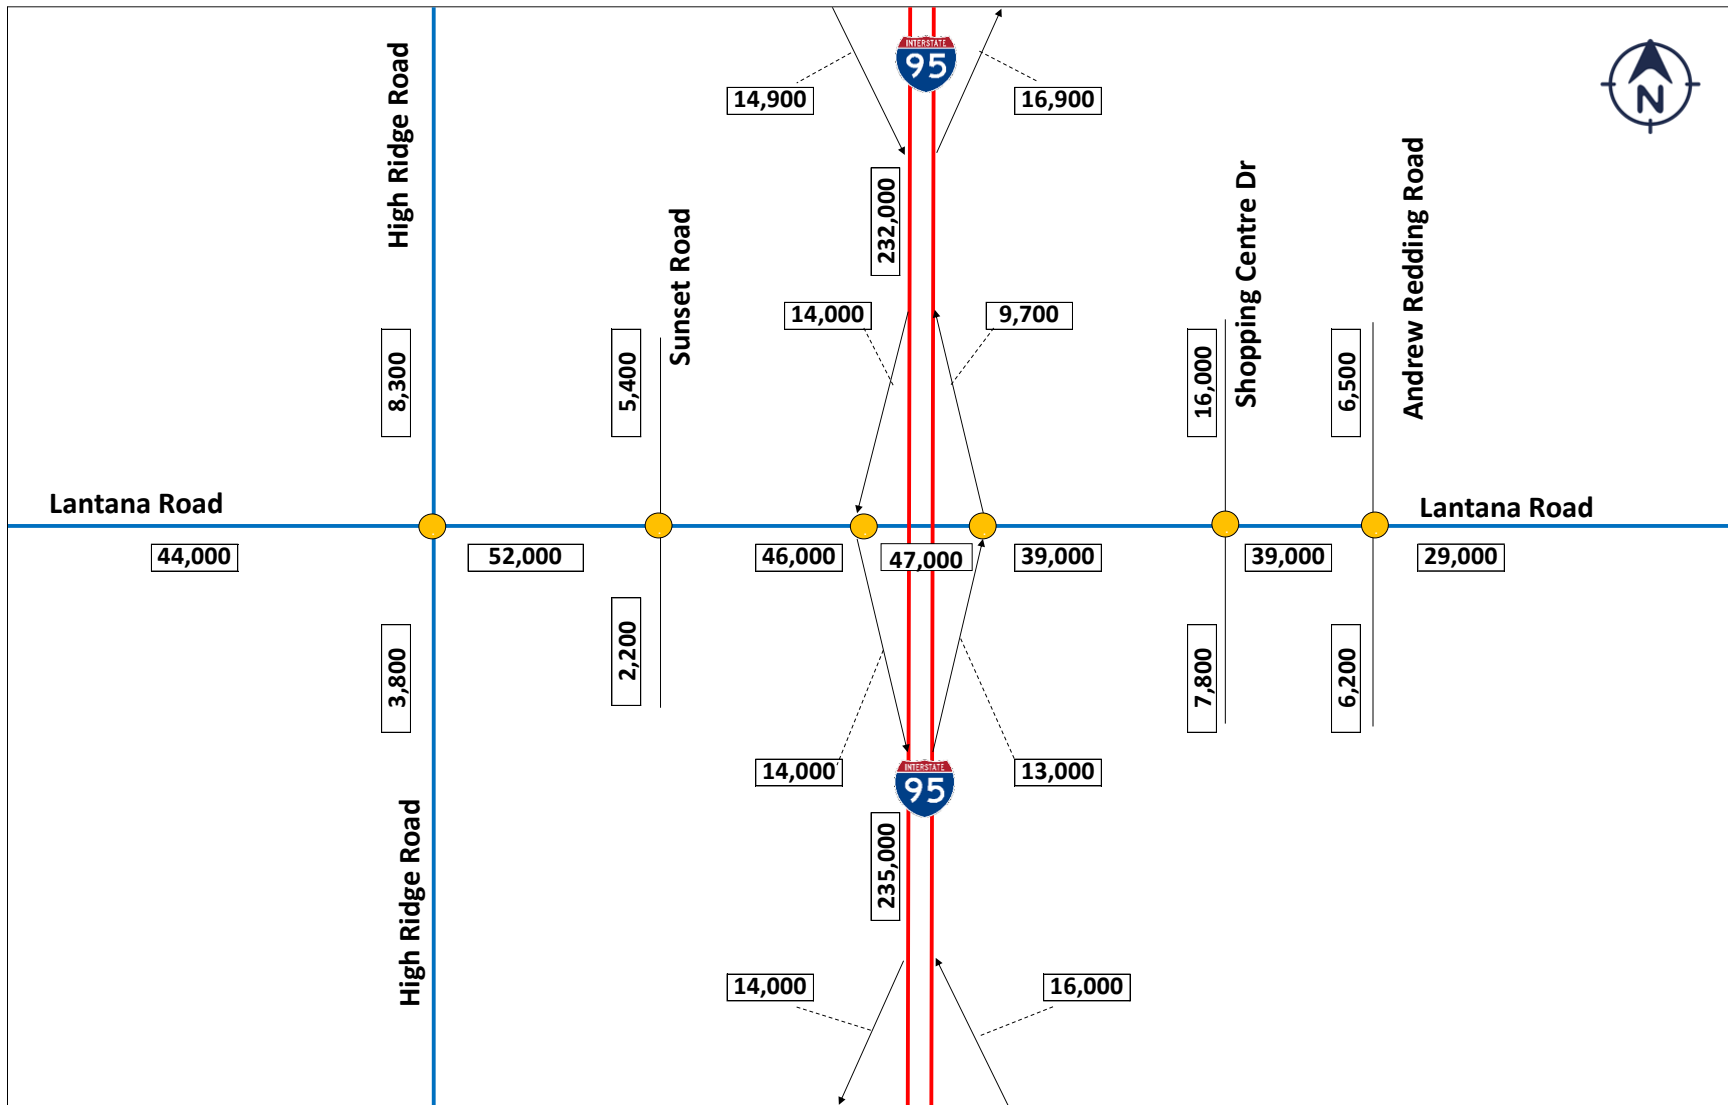 INTERSTATE
95
14,900
16,900
N
High Ridge Road
232,000
Sunset Road
Shopping Centre Dr
Andrew Redding Road
14,000
9,700
8,300
5,400
16,000
6,500
Lantana Road
Lantana Road
44,000
52,000
46,000
47,000
39,000
39,000
29,000
3,800
2,200
7,800
6,200
14,000
13,000
INTERSTATE
95
High Ridge Road
235,000
14,000
16,000